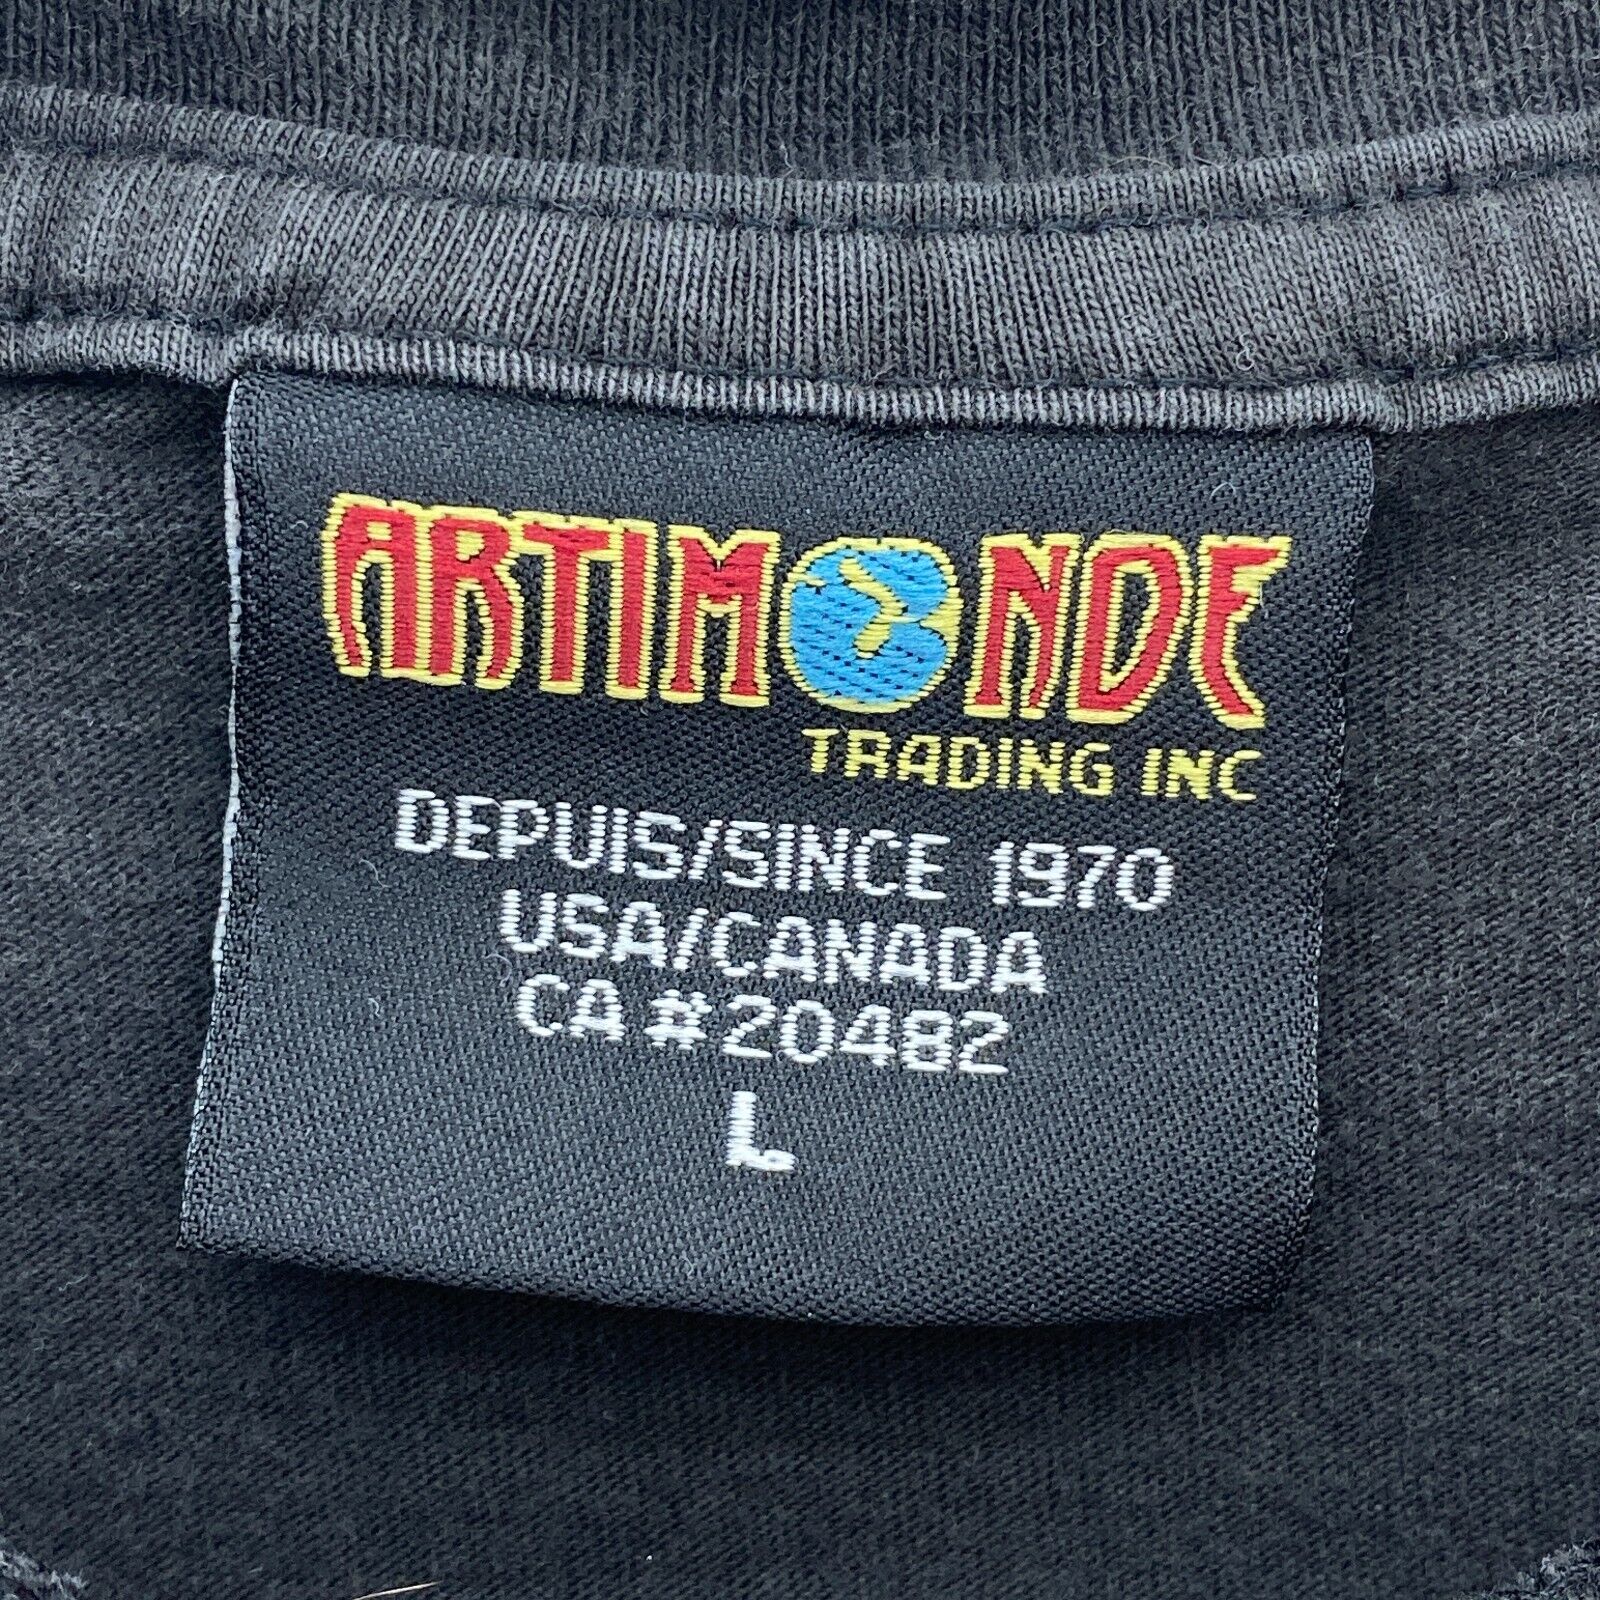 ARTIMONDE
TRADING INC
DEPUIS/SINCE 1970
USA/CANADA
CA #20482
L